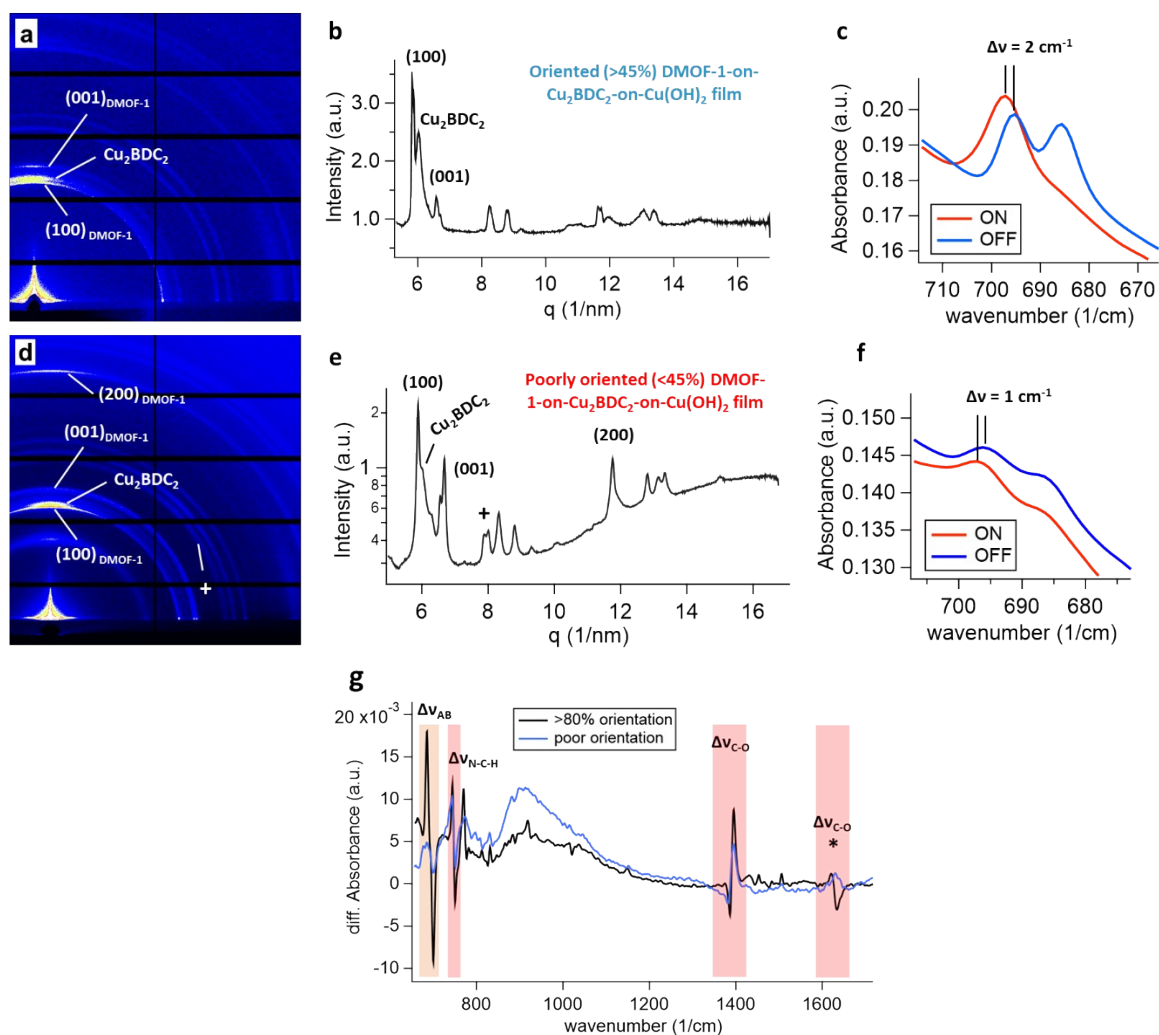 a
(001)DMOF-1
Cu2BDC2
(100)DMOF-1
b
(100)
Cu2BDC2
(001)
Oriented (>45%) DMOF-1-on-
Cu2BDC2-on-Cu(OH)2 film
3.0
2.0
1.0
Intensity (a.u.)
6 8 10 12 14 16
q (1/nm)
c
Δν = 2 cm-1
0.20
0.19
0.18
0.17
0.16
Absorbance (a.u.)
ON
OFF
710 700 690 680 670
wavenumber (1/cm)
d
(200)DMOF-1
(001)DMOF-1
Cu2BDC2
(100)DMOF-1
+
e
(100)
Cu2BDC2
(001)
+
(200)
Poorly oriented (<45%) DMOF-
1-on-Cu2BDC2-on-Cu(OH)2 film
2
1
8
6
4
Intensity (a.u.)
6 8 10 12 14 16
q (1/nm)
f
Δν = 1 cm-1
0.150
0.145
0.140
0.135
0.130
Absorbance (a.u.)
ON
OFF
700 690 680
wavenumber (1/cm)
g
ΔνAB
ΔνN-C-H
ΔνC-O
ΔνC-O
*
>80% orientation
poor orientation
20 x10-3
15
10
5
0
-5
-10
diff. Absorbance (a.u.)
800 1000 1200 1400 1600
wavenumber (1/cm)